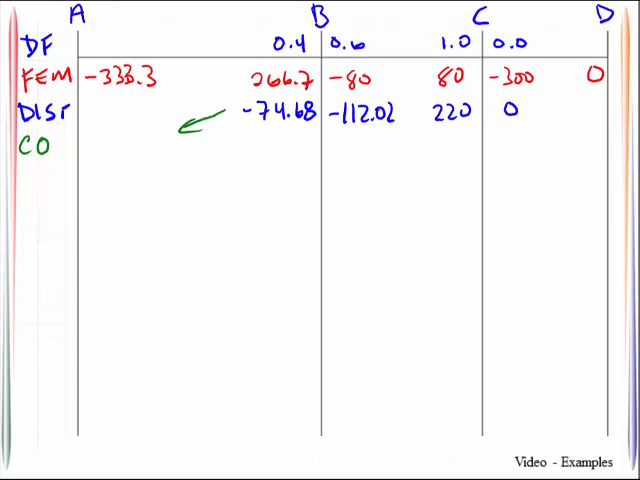 A B C D
DF 0.4 0.6 1.0 0.0
FEM -333.3 266.7 -80 80 -300 0
DIST -74.68 -112.02 220 0
CO
Video - Examples